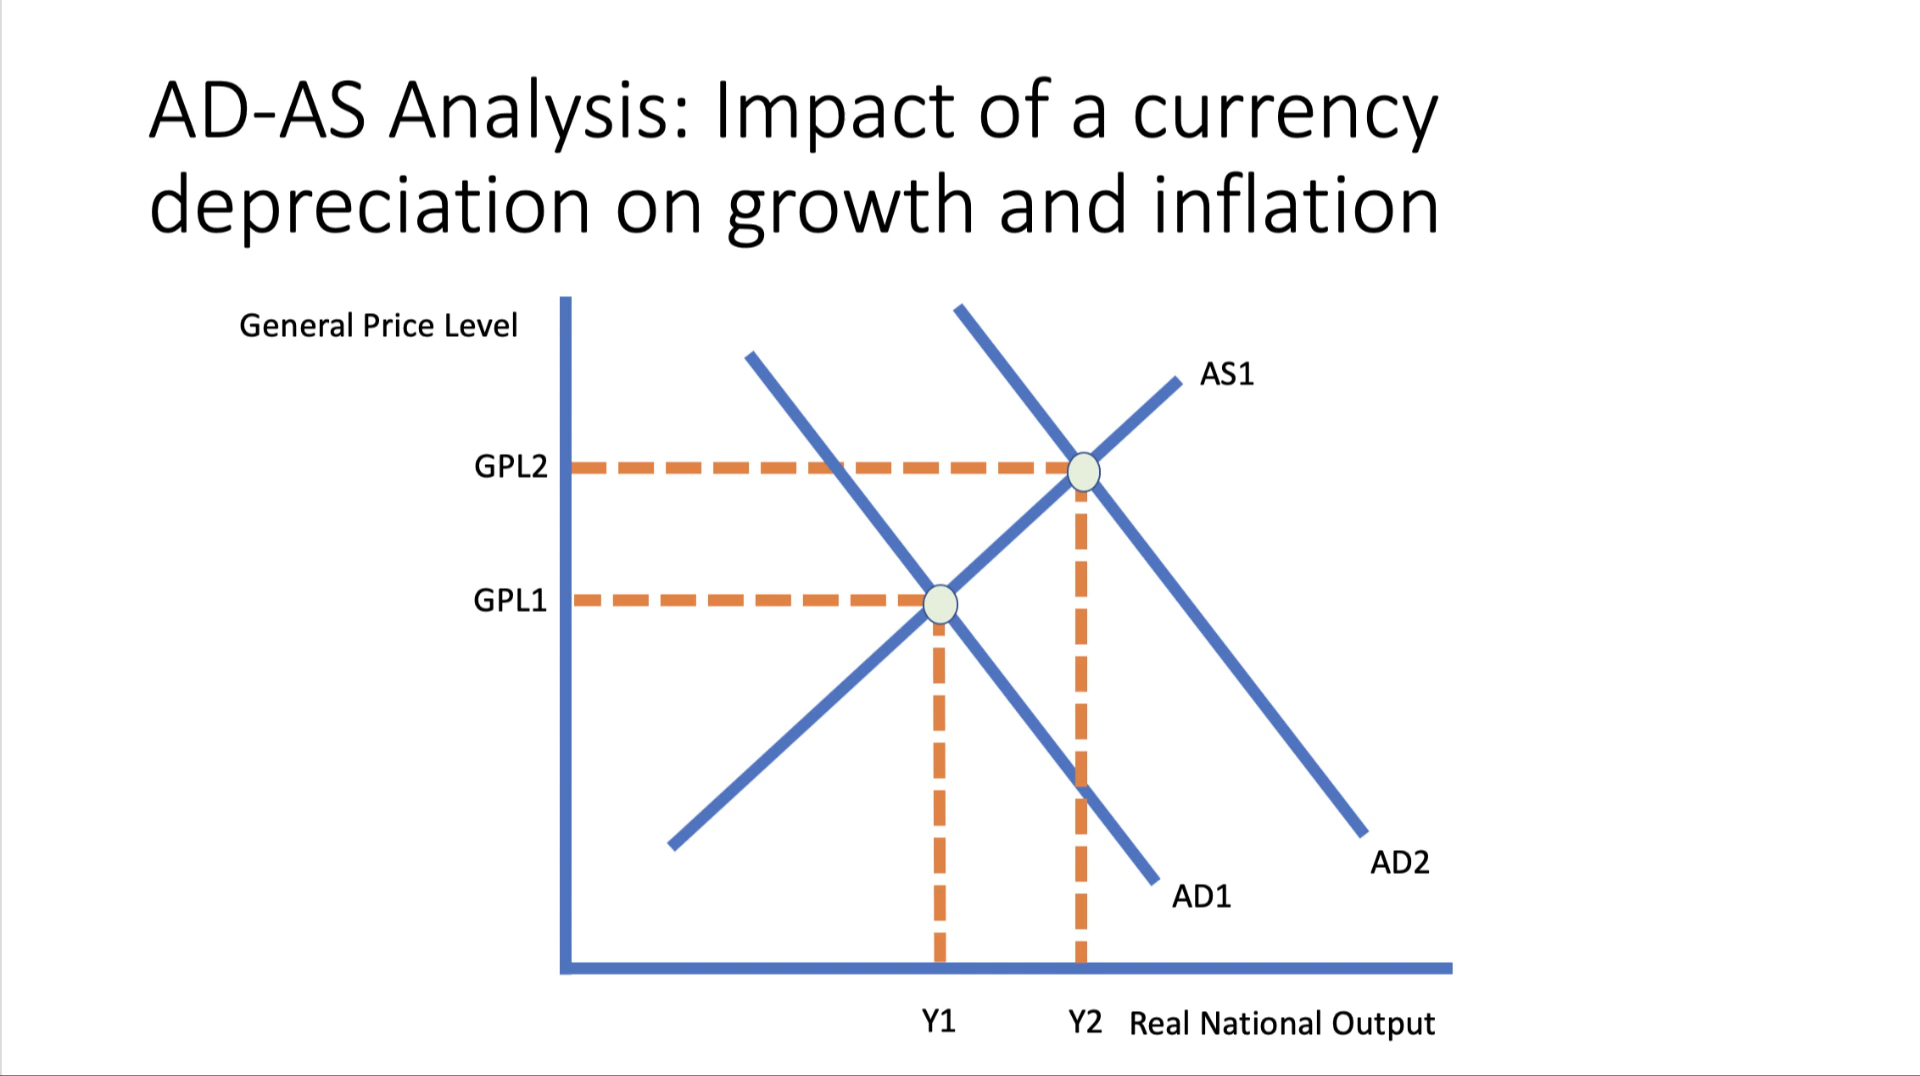 AD-AS Analysis: Impact of a currency
depreciation on growth and inflation
General Price Level
AS1
GPL2
GPL1
AD2
AD1
Y1
Y2
Real National Output